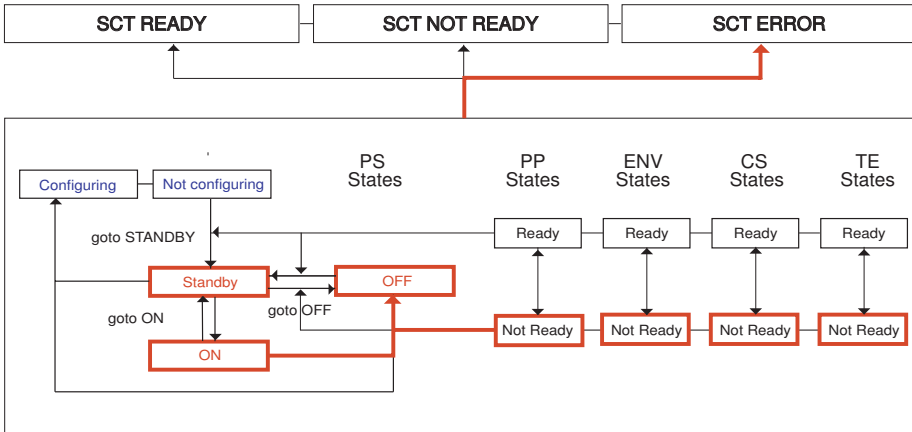 SCT READY
SCT NOT READY
SCT ERROR
PS
States
PP
States
ENV
States
CS
States
TE
States
Configuring
Not configuring
goto STANDBY
Ready
Ready
Ready
Ready
Standby
OFF
goto ON
goto OFF
Not Ready
Not Ready
Not Ready
Not Ready
ON